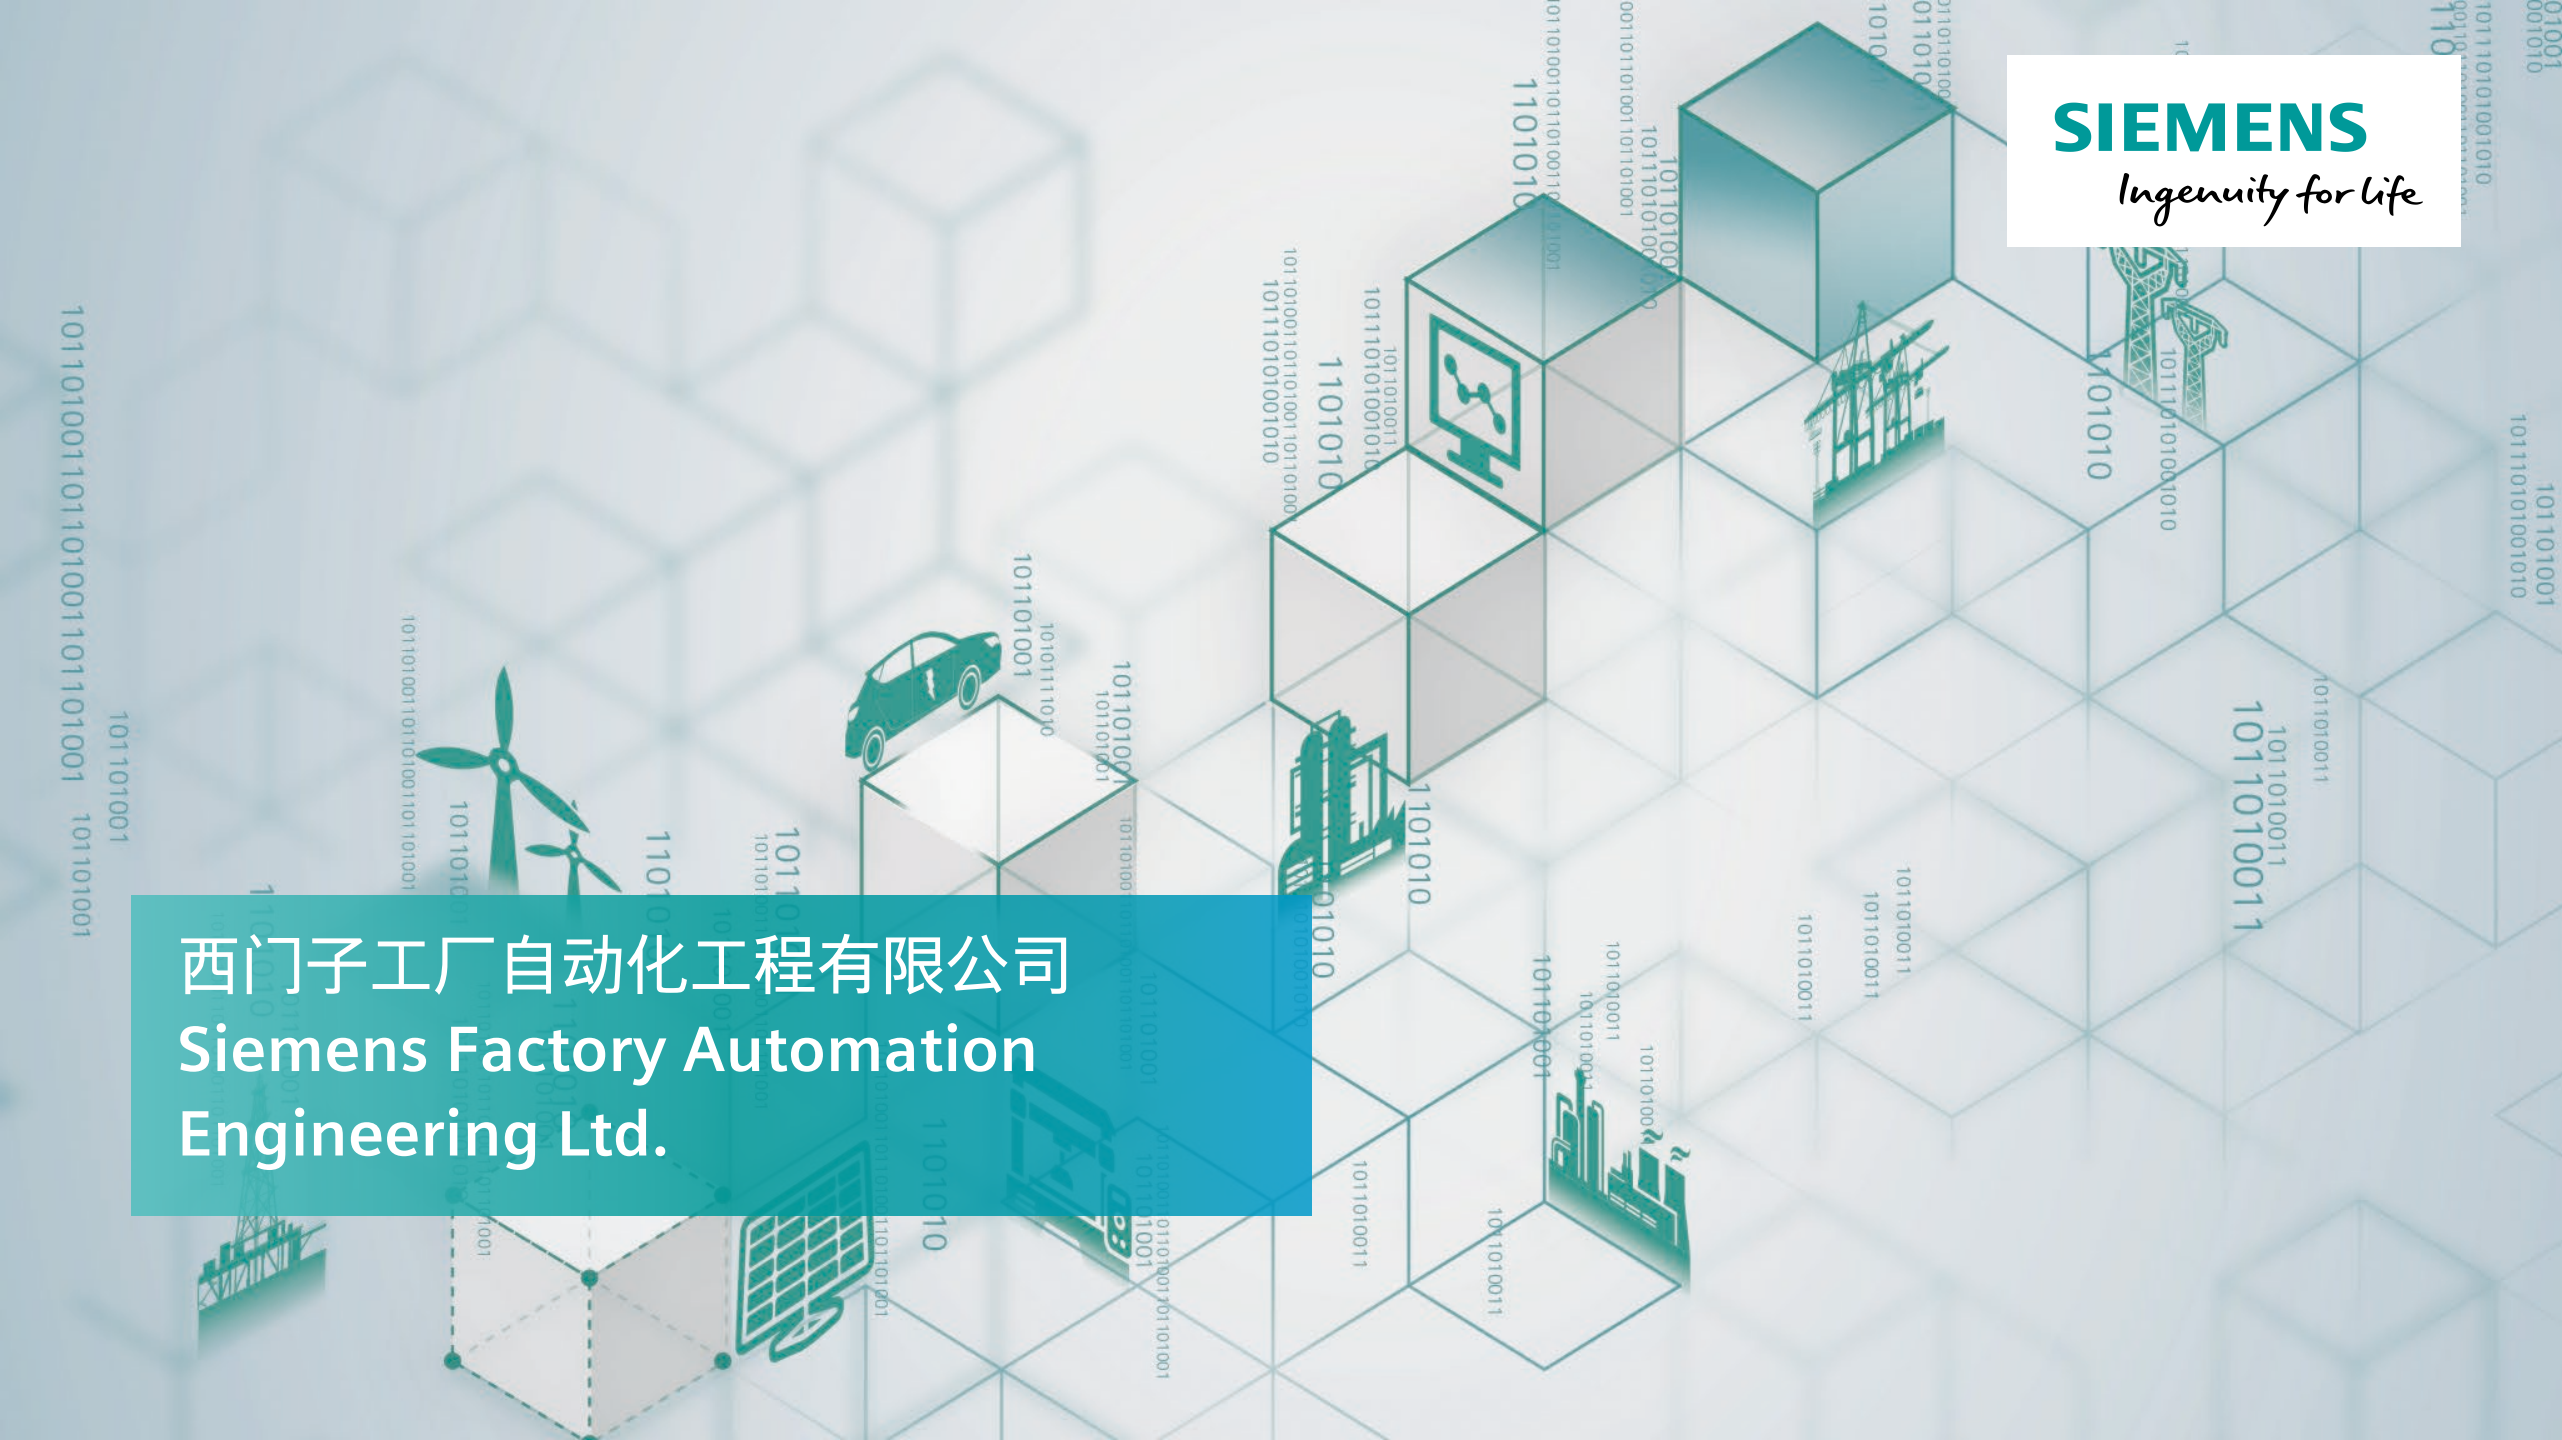 SIEMENS
Ingenuity for life
西门子工厂自动化工程有限公司
Siemens Factory Automation
Engineering Ltd.